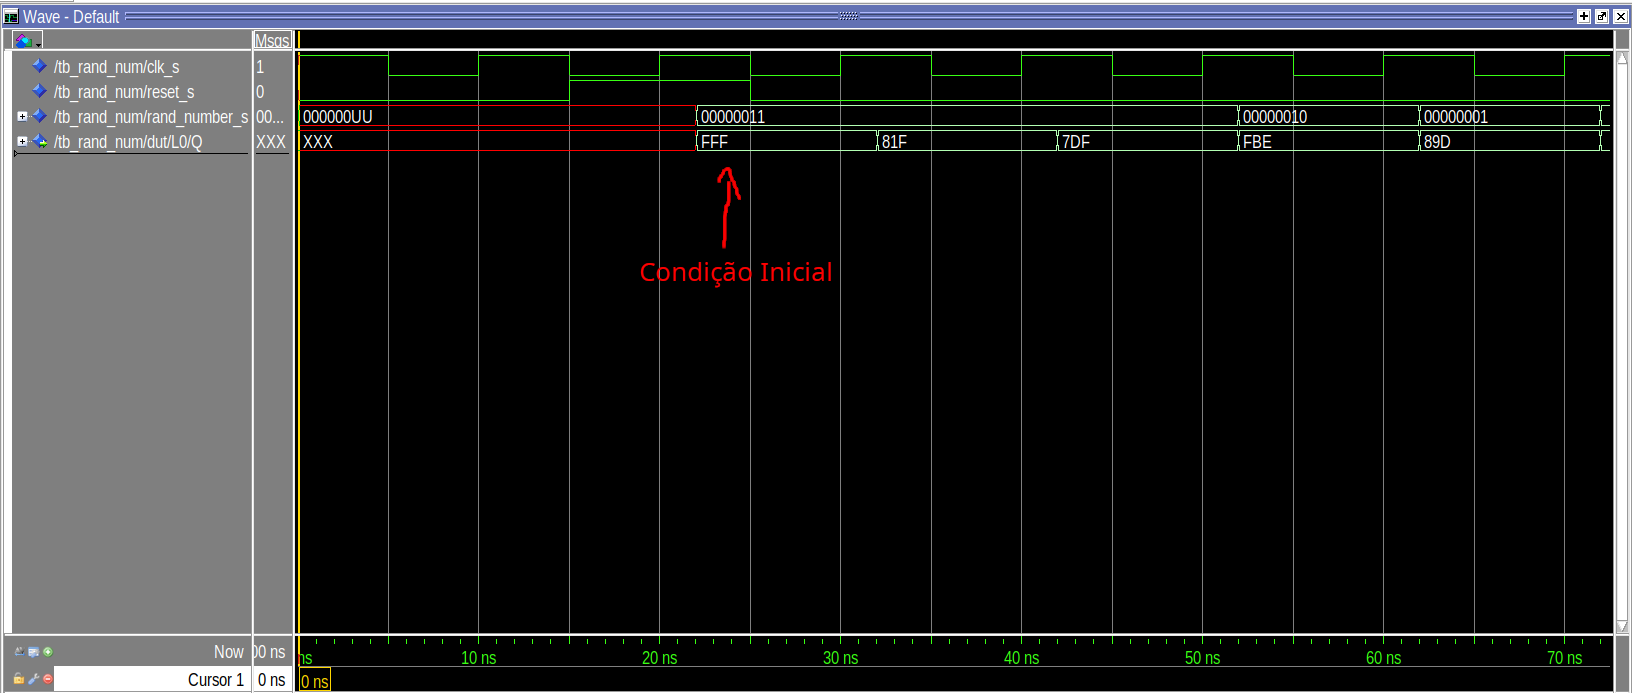 Wave - Default
Msgs
/tb_rand_num/clk_s 1
/tb_rand_num/reset_s 0
/tb_rand_num/rand_number_s 00... 000000UU 00000011 00000010 00000001
/tb_rand_num/dut/L0/Q XXX XXX FFF 81F 7DF FBE 89D
Condição Inicial
Now 00 ns ns 10 ns 20 ns 30 ns 40 ns 50 ns 60 ns 70 ns
Cursor 1 0 ns 0 ns